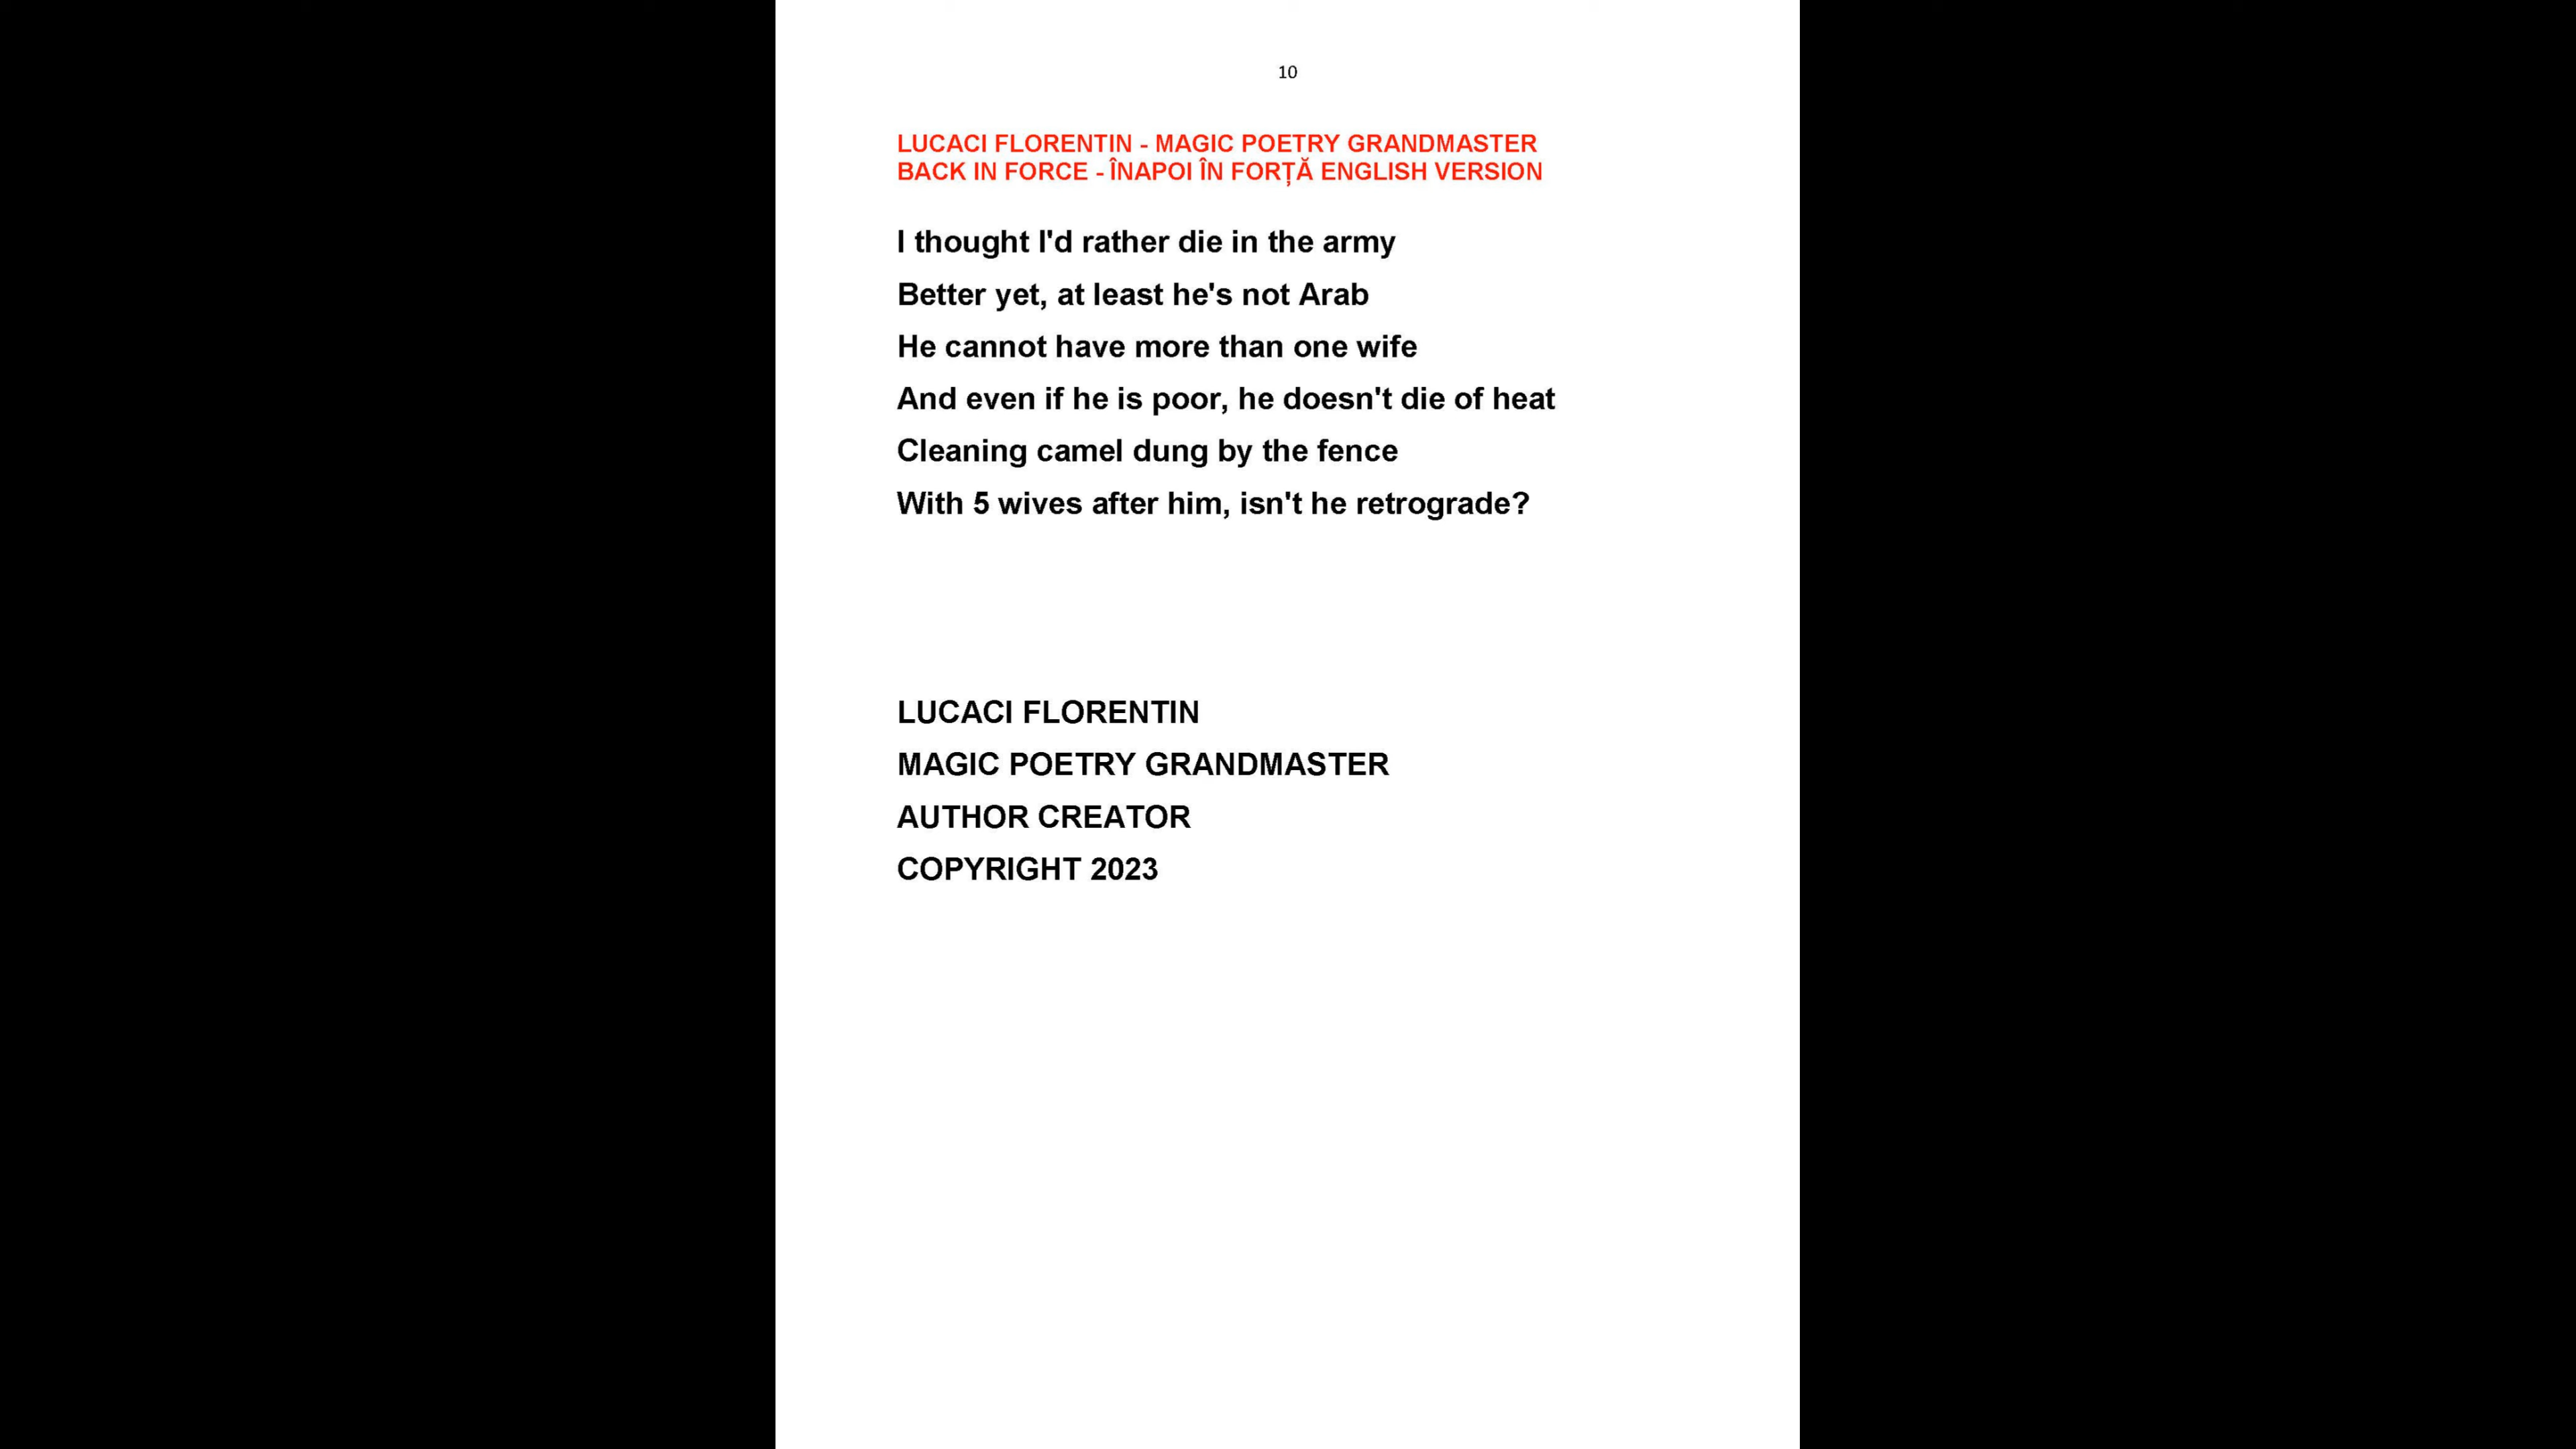 10
LUCACI FLORENTIN - MAGIC POETRY GRANDMASTER
BACK IN FORCE - ÎNAPOI ÎN FORȚĂ ENGLISH VERSION
I thought I'd rather die in the army
Better yet, at least he's not Arab
He cannot have more than one wife
And even if he is poor, he doesn't die of heat
Cleaning camel dung by the fence
With 5 wives after him, isn't he retrograde?
LUCACI FLORENTIN
MAGIC POETRY GRANDMASTER
AUTHOR CREATOR
COPYRIGHT 2023